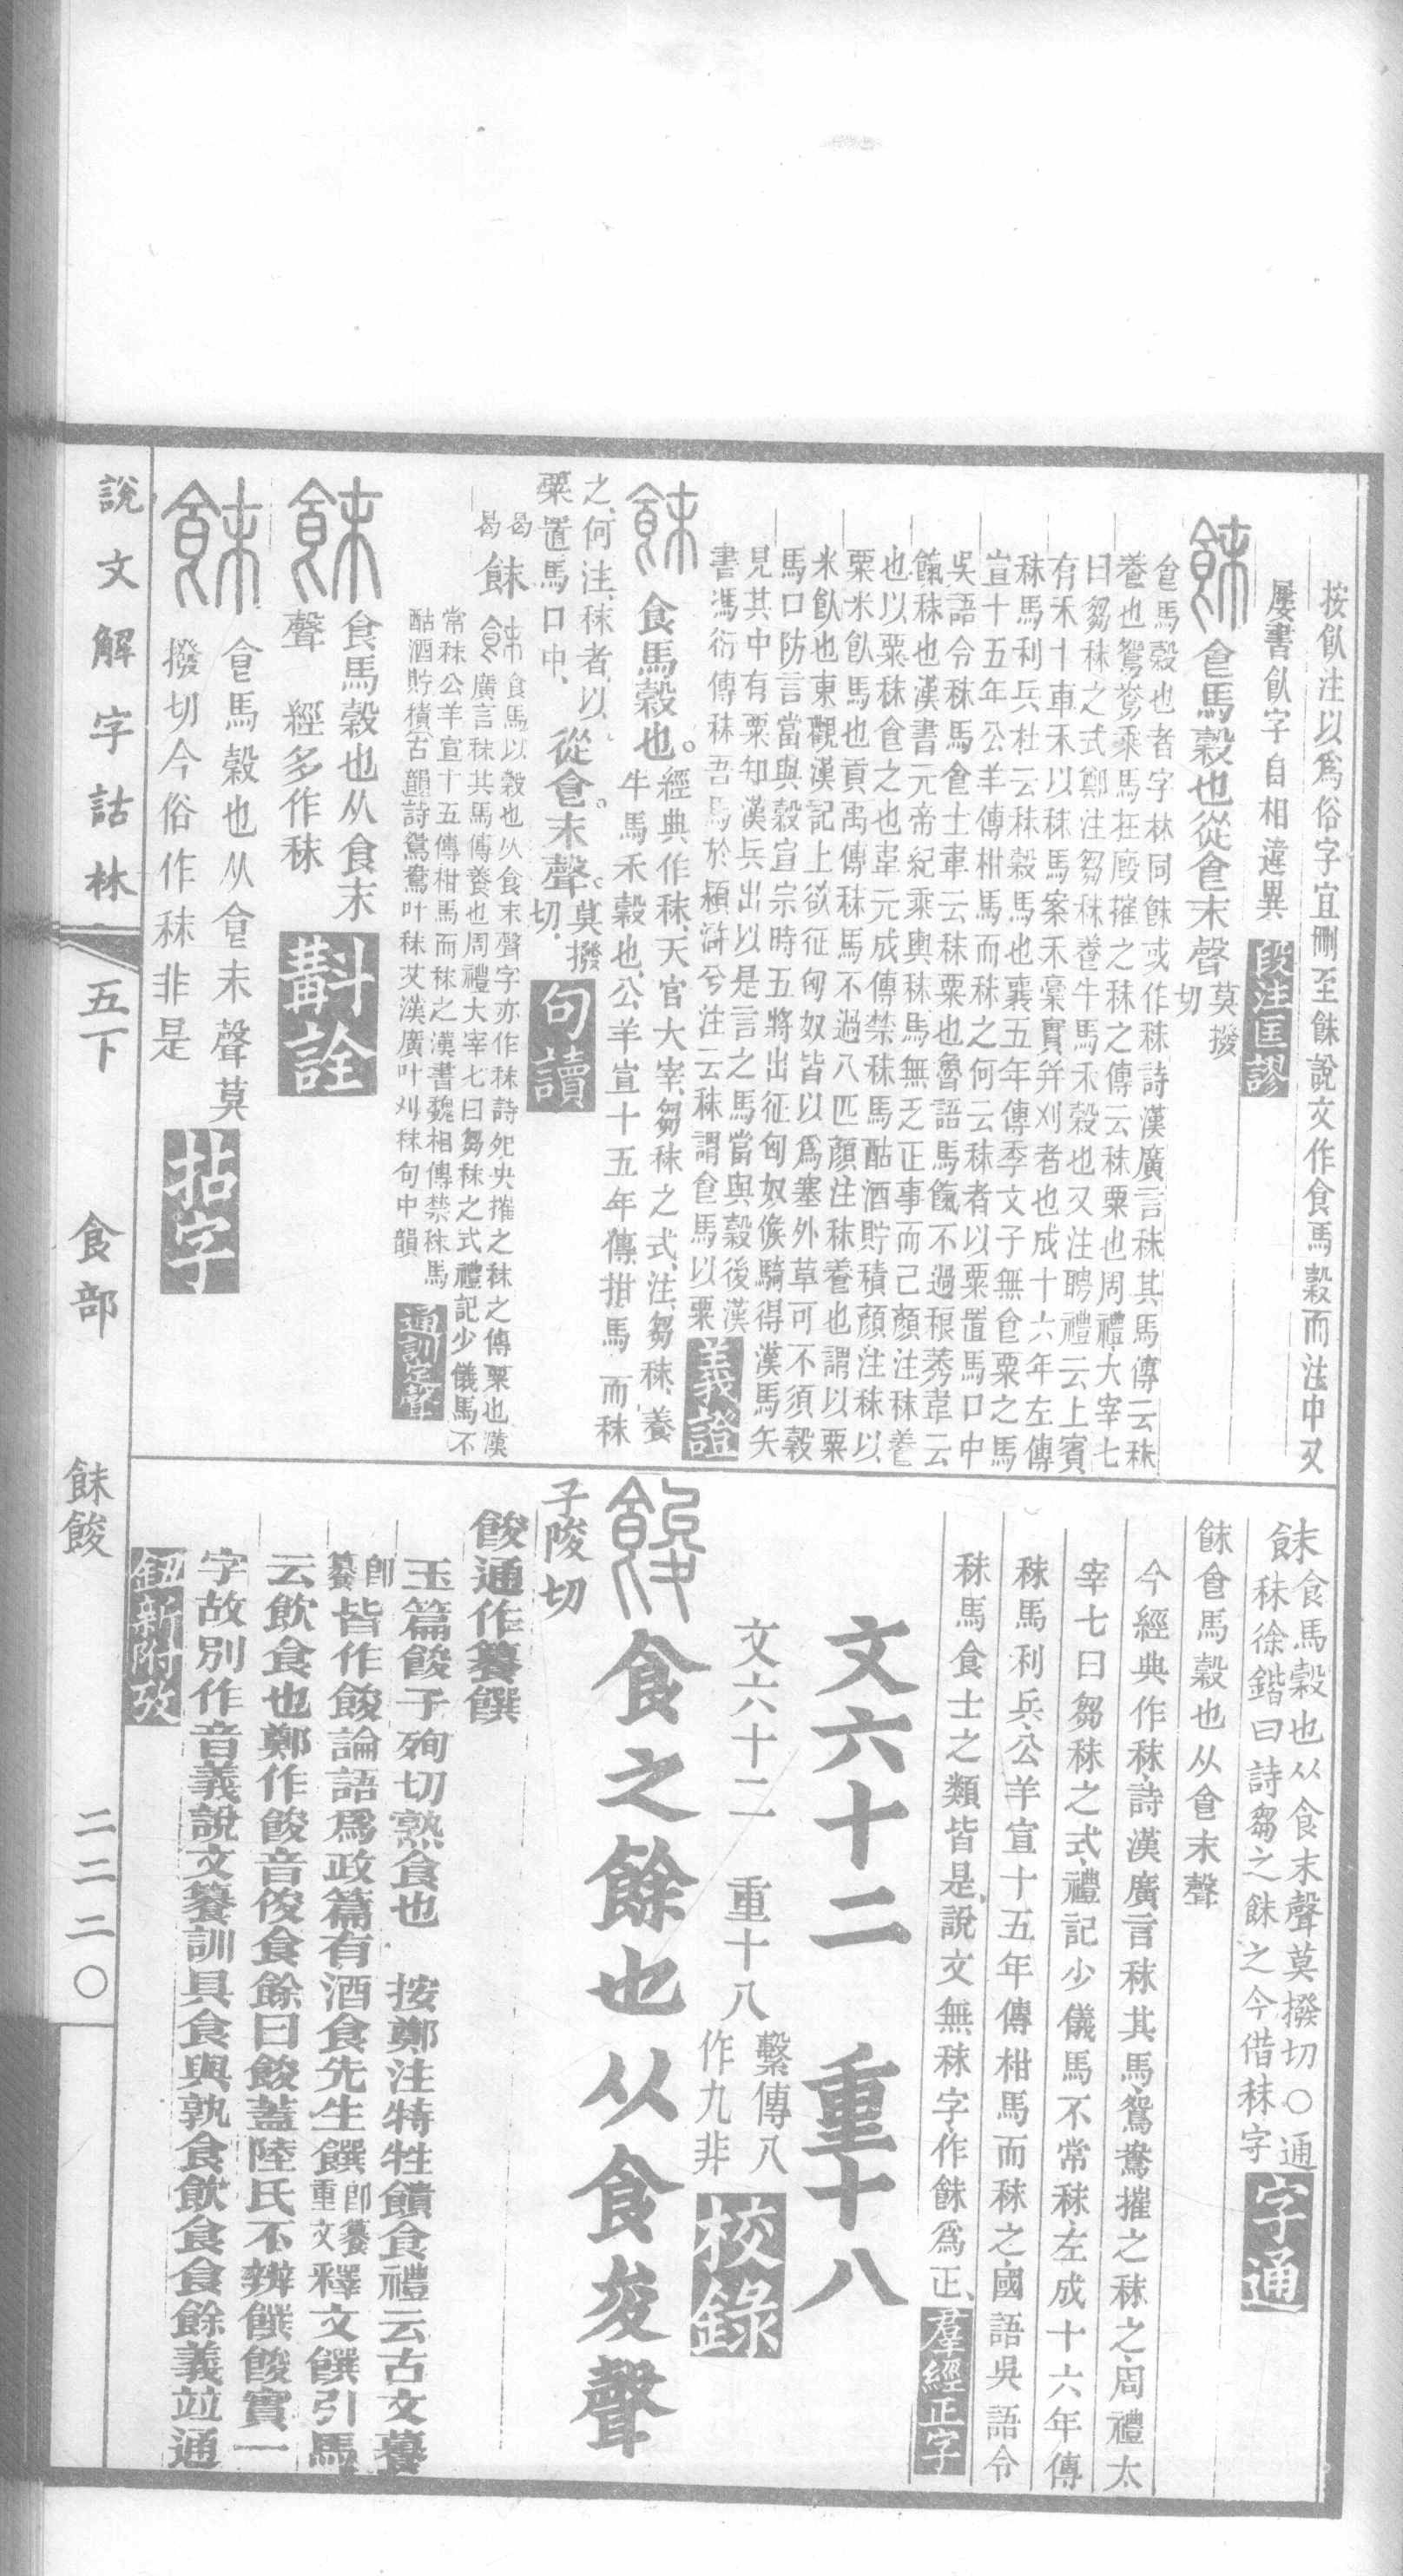 按飤注以爲俗字宜刪至餗說文作食馬穀而注中又
屢書飤字自相違異 段注匡謬
䬴 食馬穀也從食末聲 莫撥切
食馬穀也者字林同䬴或作秣詩漢廣言秣其馬傳云秣
養也鴛鴦乘馬在廄摧之秣之傳云秣粟也周禮大宰七
曰芻秣之式鄭注芻秣養牛馬禾穀也又注聘禮云上賓
有禾十車禾以秣馬案禾稾實并刈者也成十六年左傳
秣馬利兵杜云秣穀馬也襄五年傳季文子無食粟之馬
宣十五年公羊傳柑馬而秣之何云秣者以粟置馬口中
吳語令秣馬食士韋云秣粟也魯語馬餼不過稂莠韋云
餼秣也漢書元帝紀乘輿秣馬無乏正事而已顏注秣養
也以粟秣食之也韋元成傳禁秣馬酤酒貯積顏注秣以
粟米飤馬也貢禹傳秣馬不過八匹顏注秣養也謂以粟
米飤也東觀漢記上欲征匈奴皆以爲塞外草可不須穀
馬口防言當與穀宣宗時五將出征匈奴候騎得漢馬矢
見其中有粟知漢兵出以是言之馬當與穀後漢
書馮衍傳秣吾馬於潁滸兮注云秣謂食馬以粟 義證
䬴 食馬穀也。經典作秣、天官大宰、芻秣之式、注、芻秣、養
牛馬禾穀也、公羊宣十五年傳拑馬而秣
之、何注、秣者、以
粟置馬口中、從食。末聲。莫撥切、 句讀
曷曷 䬴 食馬以穀也从食末聲字亦作秣詩鴛鴦摧之秣之傳粟也漢
廣言秣其馬傳養也周禮大宰七曰芻秣之式禮記少儀馬不
常秣公羊宣十五傳柑馬而秣之漢書魏相傳禁秣馬
酤酒貯積 古韻 詩鴛鴦叶秣艾漢廣叶刈秣句中韻 通訓定聲
䬴 食馬穀也从食末
聲 經多作秣 斠詮
䬴 食馬穀也从食末聲莫
撥切今俗作秣非是 拈字
說文解字詁林 五下 食部 䬴餕 二二二〇
䬴 食馬穀也从食末聲莫撥切〇通
秣徐鍇曰詩芻之䬴之今借秣字 字通
䬴食馬穀也从食末聲
今經典作秣、詩漢廣言秣其馬、鴛鴦摧之秣之、周禮太
宰七曰芻秣之式、禮記少儀馬不常秣、左成十六年傳
秣馬利兵、公羊宣十五年傳柑馬而秣之、國語吳語令
秣馬食士之類皆是、說文無秣字、作䬴爲正、 羣經正字
文六十二 重十八
文六十二 重十八 繫傳八作九非 校錄
餕 食之餘也从食夋聲
子陵切
餕通作籑饌
玉篇餕子殉切熟食也 按鄭注特牲饋食禮云古文䉵
卽籑皆作餕論語爲政篇有酒食先生饌卽籑重文釋文饌引馬
云飲食也鄭作餕音俊食餘曰餕蓋陸氏不辨饌餕實一
字故別作音義說文籑訓具食與孰食飲食食餘義竝通
鈕新附攷